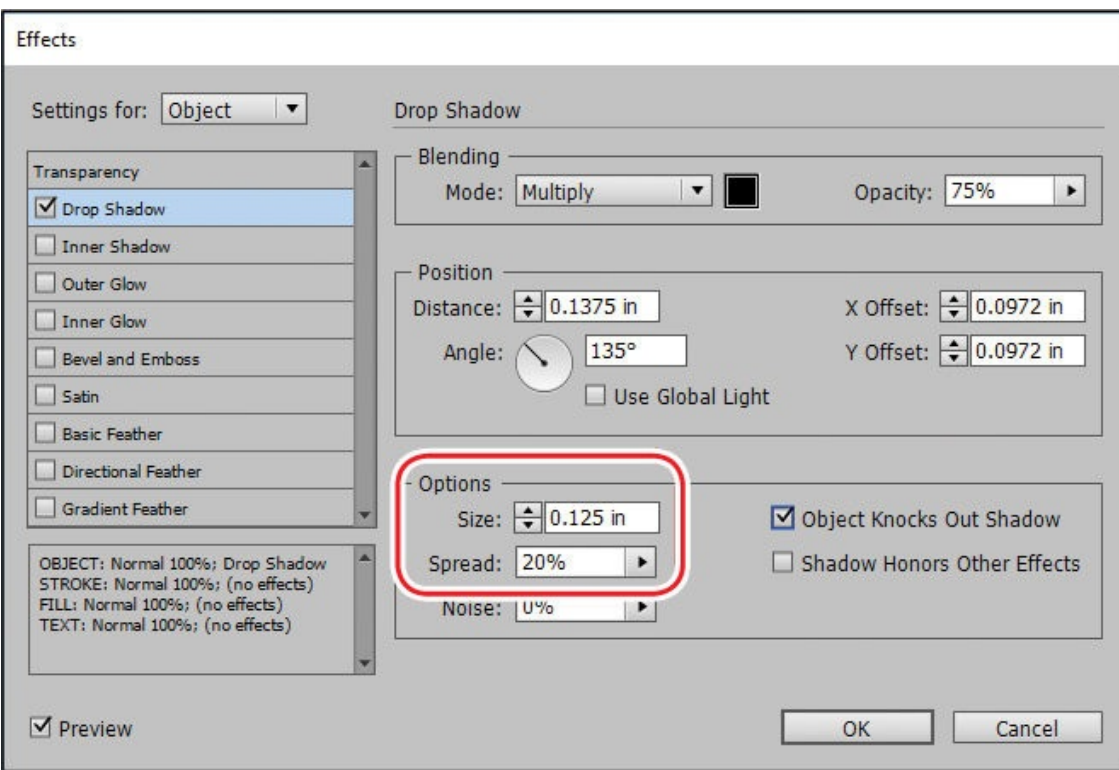 Effects
Settings for: Object
Transparency
Drop Shadow
Inner Shadow
Outer Glow
Inner Glow
Bevel and Emboss
Satin
Basic Feather
Directional Feather
Gradient Feather
OBJECT: Normal 100%; Drop Shadow
STROKE: Normal 100%; (no effects)
FILL: Normal 100%; (no effects)
TEXT: Normal 100%; (no effects)
Preview
Drop Shadow
Blending
Mode: Multiply Opacity: 75%
Position
Distance: 0.1375 in X Offset: 0.0972 in
Angle: 135° Y Offset: 0.0972 in
Use Global Light
Options
Size: 0.125 in Object Knocks Out Shadow
Spread: 20% Shadow Honors Other Effects
Noise: 0%
OK Cancel